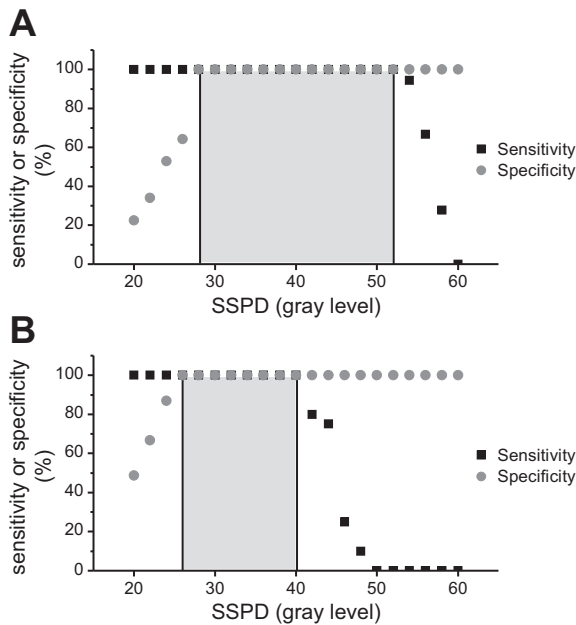 A
sensitivity or specificity
(%)
100
80
60
40
20
0
20 30 40 50 60
SSPD (gray level)
Sensitivity
Specificity
B
sensitivity or specificity
(%)
100
80
60
40
20
0
20 30 40 50 60
SSPD (gray level)
Sensitivity
Specificity